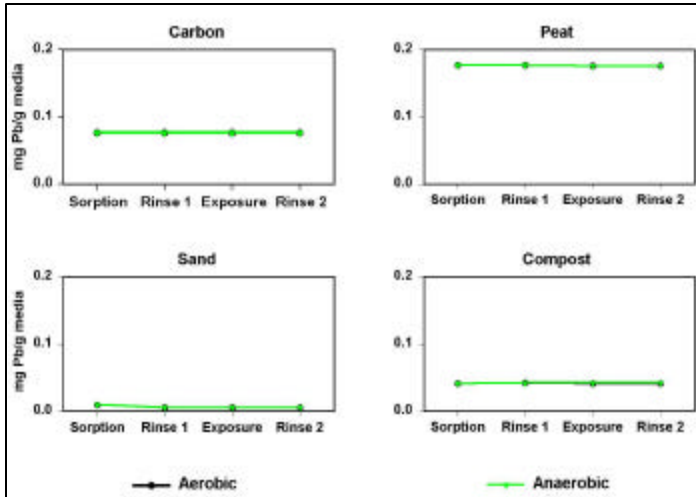 Carbon
Peat
mg Pb/g media
0.2
0.1
0.0
Sorption Rinse 1 Exposure Rinse 2
0.2
0.1
0.0
Sorption Rinse 1 Exposure Rinse 2
Sand
Compost
mg Pb/g media
0.2
0.1
0.0
Sorption Rinse 1 Exposure Rinse 2
0.2
0.1
0.0
Sorption Rinse 1 Exposure Rinse 2
Aerobic
Anaerobic